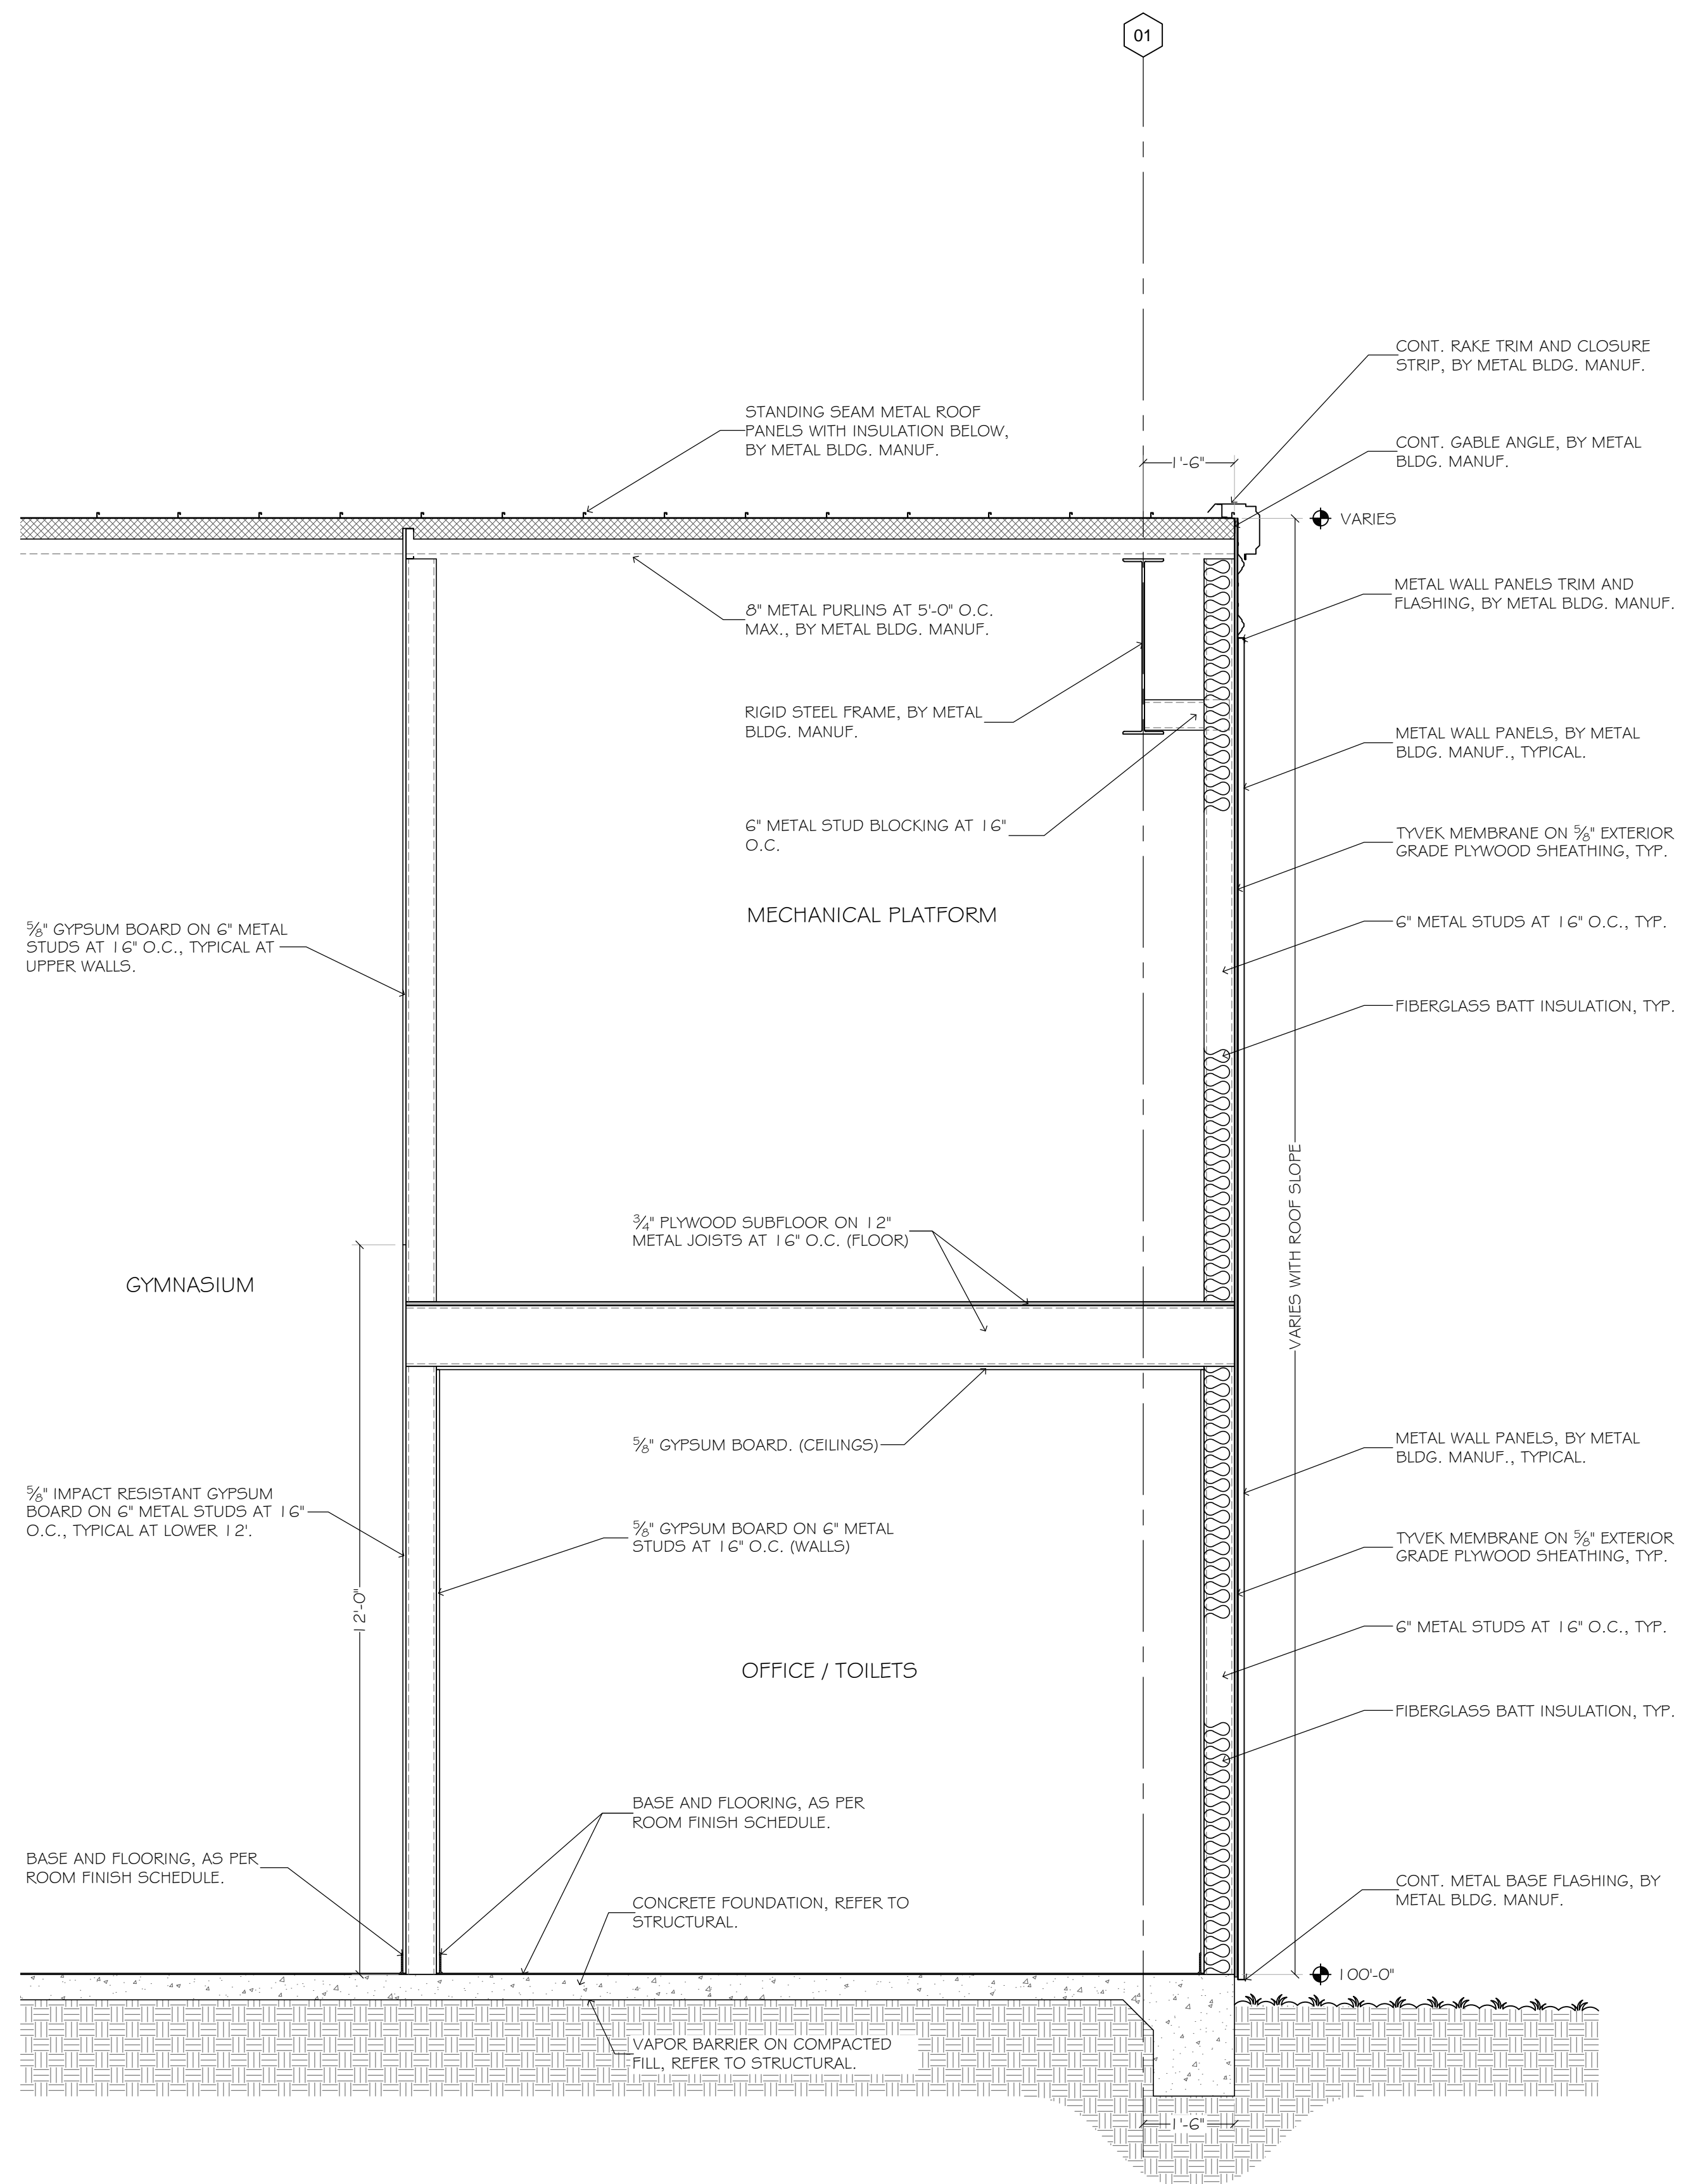 01
CONT. RAKE TRIM AND CLOSURE
STRIP, BY METAL BLDG. MANUF.
STANDING SEAM METAL ROOF
PANELS WITH INSULATION BELOW,
BY METAL BLDG. MANUF.
CONT. GABLE ANGLE, BY METAL
BLDG. MANUF.
1'-6"
VARIES
METAL WALL PANELS TRIM AND
FLASHING, BY METAL BLDG. MANUF.
8" METAL PURLINS AT 5'-0" O.C.
MAX., BY METAL BLDG. MANUF.
RIGID STEEL FRAME, BY METAL
BLDG. MANUF.
METAL WALL PANELS, BY METAL
BLDG. MANUF., TYPICAL.
6" METAL STUD BLOCKING AT 16"
O.C.
TYVEK MEMBRANE ON 5/8" EXTERIOR
GRADE PLYWOOD SHEATHING, TYP.
MECHANICAL PLATFORM
6" METAL STUDS AT 16" O.C., TYP.
5/8" GYPSUM BOARD ON 6" METAL
STUDS AT 16" O.C., TYPICAL AT
UPPER WALLS.
FIBERGLASS BATT INSULATION, TYP.
VARIES WITH ROOF SLOPE
3/4" PLYWOOD SUBFLOOR ON 12"
METAL JOISTS AT 16" O.C. (FLOOR)
GYMNASIUM
5/8" GYPSUM BOARD. (CEILINGS)
METAL WALL PANELS, BY METAL
BLDG. MANUF., TYPICAL.
5/8" IMPACT RESISTANT GYPSUM
BOARD ON 6" METAL STUDS AT 16"
O.C., TYPICAL AT LOWER 12'.
5/8" GYPSUM BOARD ON 6" METAL
STUDS AT 16" O.C. (WALLS)
TYVEK MEMBRANE ON 5/8" EXTERIOR
GRADE PLYWOOD SHEATHING, TYP.
12'-0"
6" METAL STUDS AT 16" O.C., TYP.
OFFICE / TOILETS
FIBERGLASS BATT INSULATION, TYP.
BASE AND FLOORING, AS PER
ROOM FINISH SCHEDULE.
BASE AND FLOORING, AS PER
ROOM FINISH SCHEDULE.
CONT. METAL BASE FLASHING, BY
METAL BLDG. MANUF.
CONCRETE FOUNDATION, REFER TO
STRUCTURAL.
100'-0"
VAPOR BARRIER ON COMPACTED
FILL, REFER TO STRUCTURAL.
1'-6"